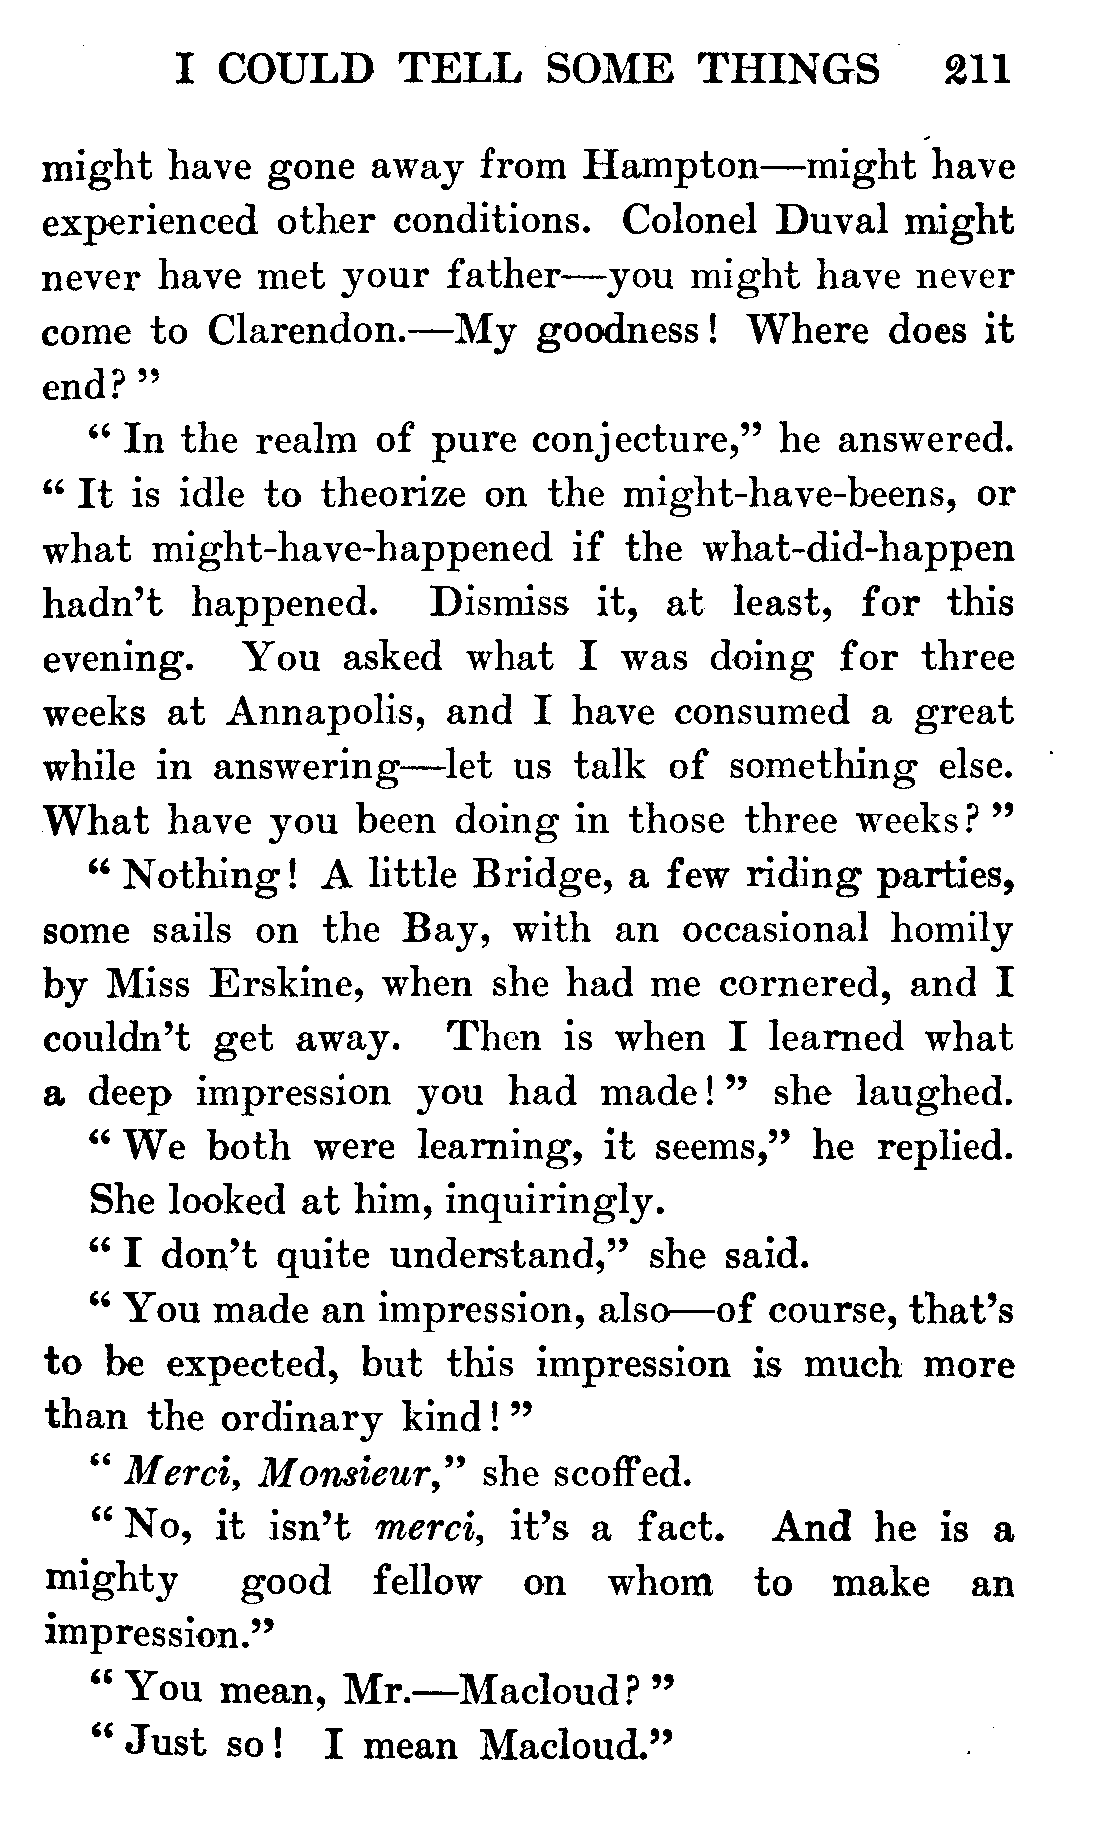 I COULD TELL SOME THINGS 211
might have gone away from Hampton—might have
experienced other conditions. Colonel Duval might
never have met your father—you might have never
come to Clarendon.—My goodness! Where does it
end?”
“In the realm of pure conjecture,” he answered.
“It is idle to theorize on the might-have-beens, or
what might-have-happened if the what-did-happen
hadn’t happened. Dismiss it, at least, for this
evening. You asked what I was doing for three
weeks at Annapolis, and I have consumed a great
while in answering—let us talk of something else.
What have you been doing in those three weeks?”
“Nothing! A little Bridge, a few riding parties,
some sails on the Bay, with an occasional homily
by Miss Erskine, when she had me cornered, and I
couldn’t get away. Then is when I learned what
a deep impression you had made!” she laughed.
“We both were learning, it seems,” he replied.
She looked at him, inquiringly.
“I don’t quite understand,” she said.
“You made an impression, also—of course, that’s
to be expected, but this impression is much more
than the ordinary kind!”
“Merci, Monsieur,” she scoffed.
“No, it isn’t merci, it’s a fact. And he is a
mighty good fellow on whom to make an
impression.”
“You mean, Mr.—Macloud?”
“Just so! I mean Macloud.”